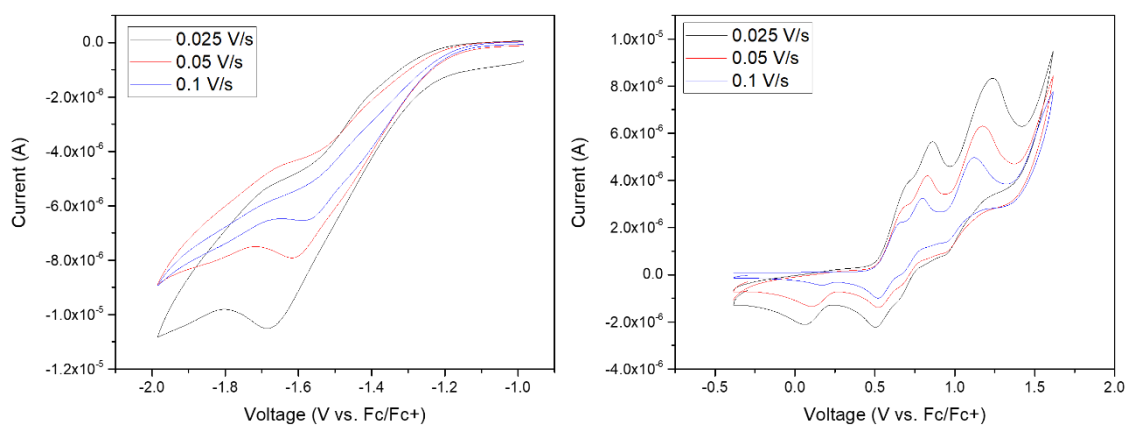 0.025 V/s
0.05 V/s
0.1 V/s
0.0
-2.0x10⁻⁶
-4.0x10⁻⁶
-6.0x10⁻⁶
-8.0x10⁻⁶
-1.0x10⁻⁵
-1.2x10⁻⁵
Current (A)
-2.0 -1.8 -1.6 -1.4 -1.2 -1.0
Voltage (V vs. Fc/Fc+)
0.025 V/s
0.05 V/s
0.1 V/s
1.0x10⁻⁵
8.0x10⁻⁶
6.0x10⁻⁶
4.0x10⁻⁶
2.0x10⁻⁶
0.0
-2.0x10⁻⁶
-4.0x10⁻⁶
Current (A)
-0.5 0.0 0.5 1.0 1.5 2.0
Voltage (V vs. Fc/Fc+)